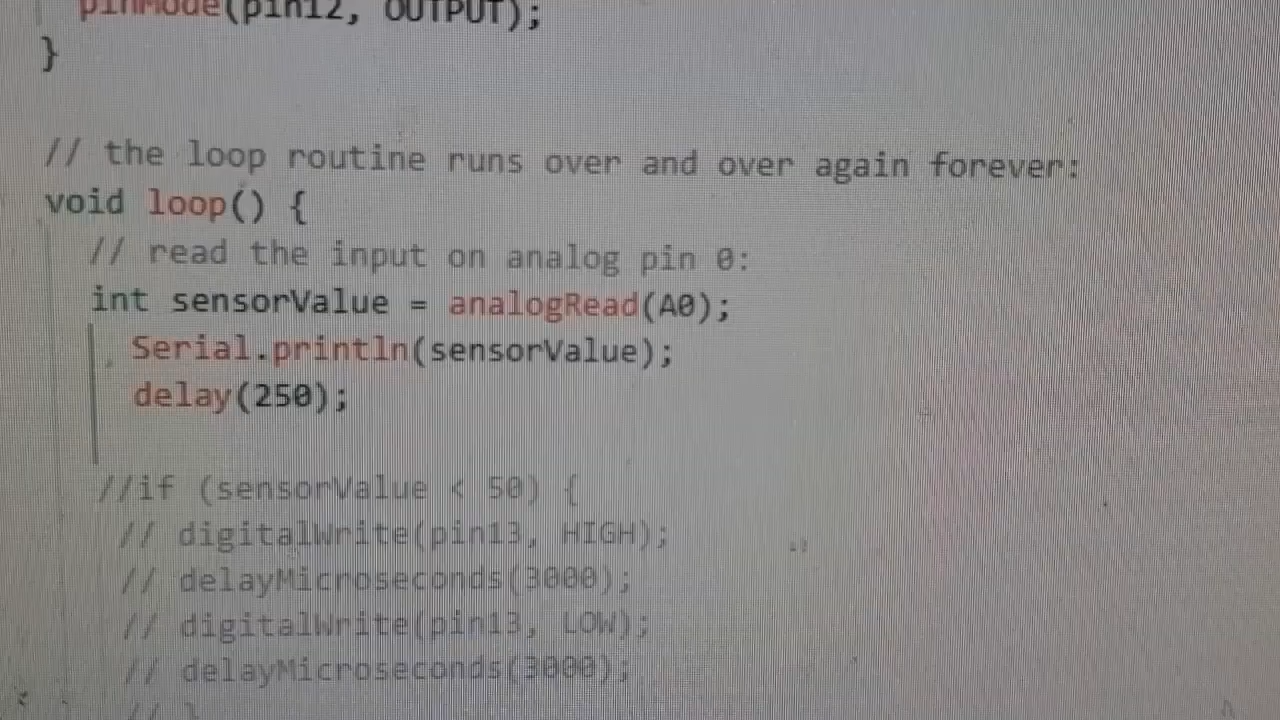 pinMode(pin12, OUTPUT);
}
// the loop routine runs over and over again forever:
void loop() {
// read the input on analog pin 0:
int sensorValue = analogRead(A0);
Serial.println(sensorValue);
delay(250);
//if (sensorValue < 50) {
// digitalWrite(pin13, HIGH);
// delayMicroseconds(3000);
// digitalWrite(pin13, LOW);
// delayMicroseconds(3000);
// }